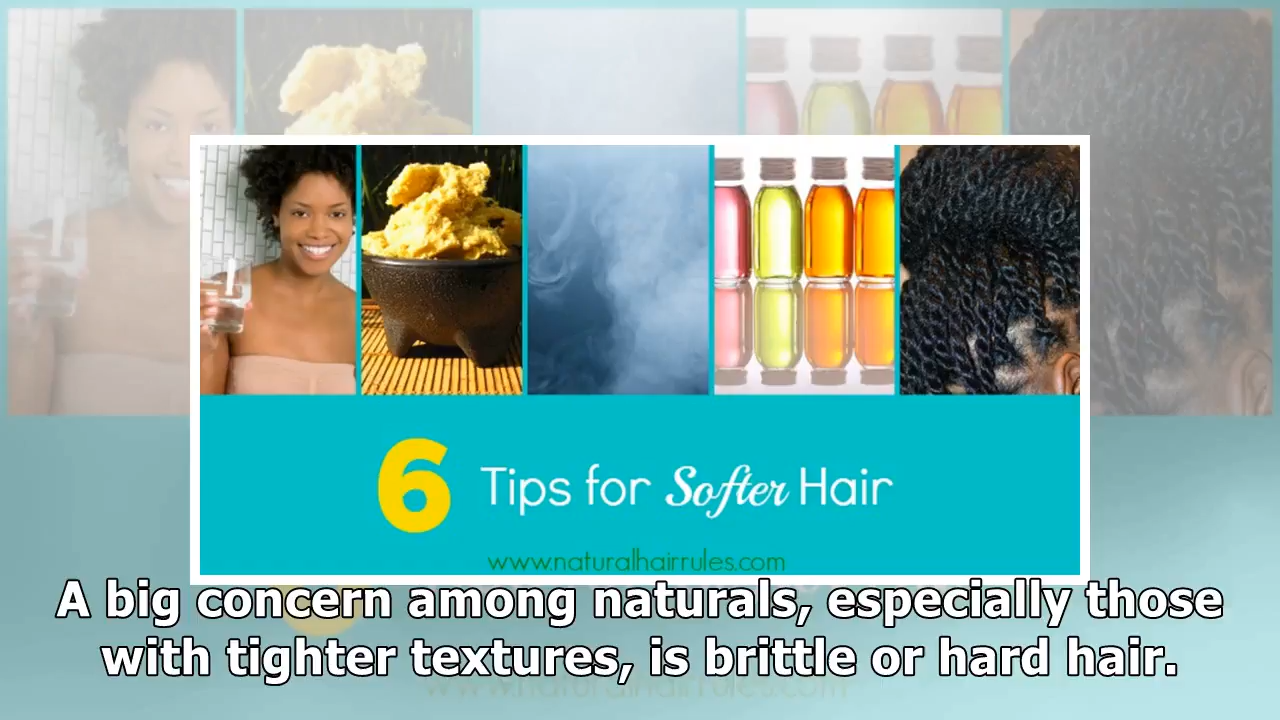 6 Tips for Softer Hair
www.naturalhairrules.com
A big concern among naturals, especially those
with tighter textures, is brittle or hard hair.